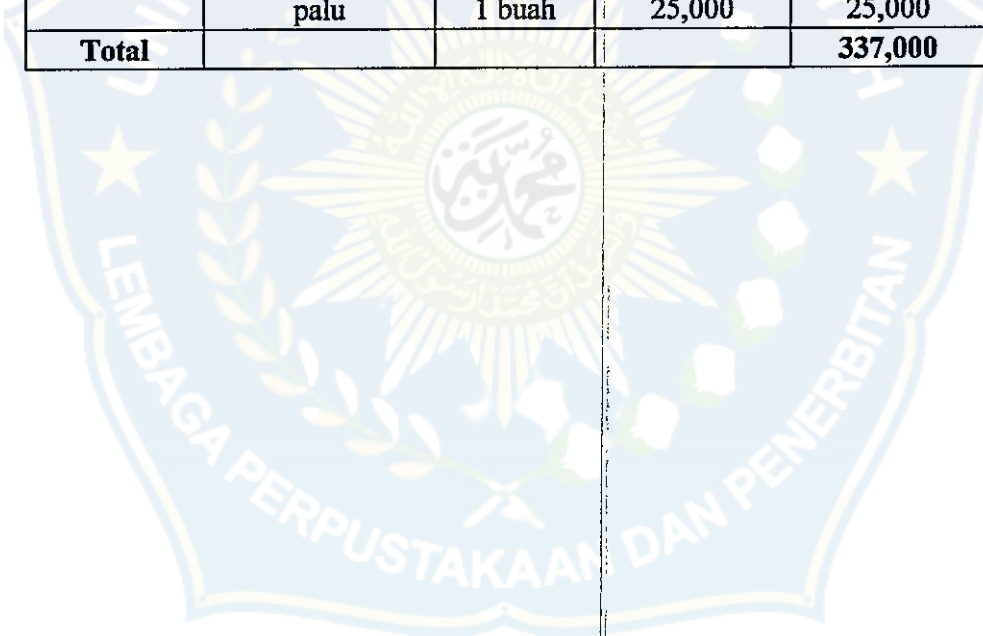 palu 1 buah 25,000 25,000
Total 337,000
LEMBAGA PERPUSTAKAAN DAN PENERBITAN